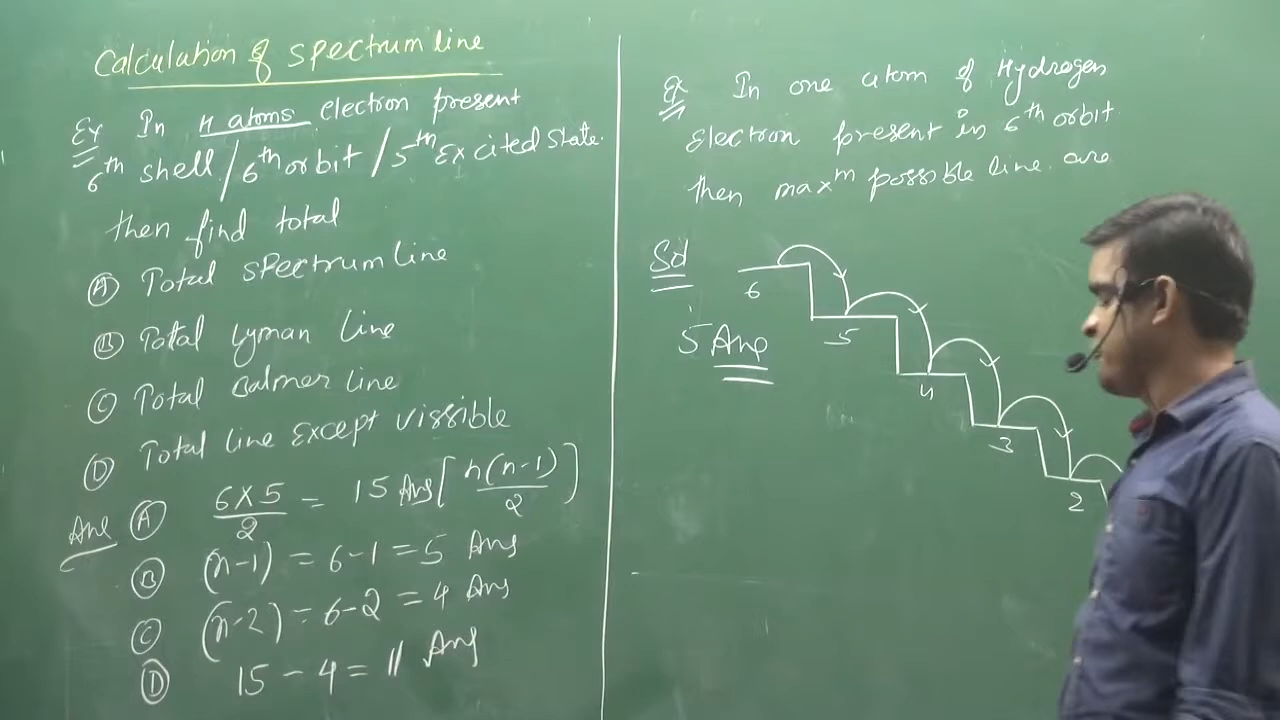 Calculation of spectrum line
Ex In H atoms electron present
6th shell / 6th orbit / 5th Excited state.
then find total
(A) Total spectrum line
(B) Total Lyman line
(C) Total Balmer line
(D) Total line Except vissible
Ans (A) 6×5/2 = 15 Ans [n(n-1)/2]
(B) (n-1) = 6-1 = 5 Ans
(C) (n-2) = 6-2 = 4 Ans
(D) 15 - 4 = 11 Ans
Ex In one atom of Hydrogen
Electron present in 6th orbit
then maxm possible line are
Sol
5 Ans
6
5
4
3
2